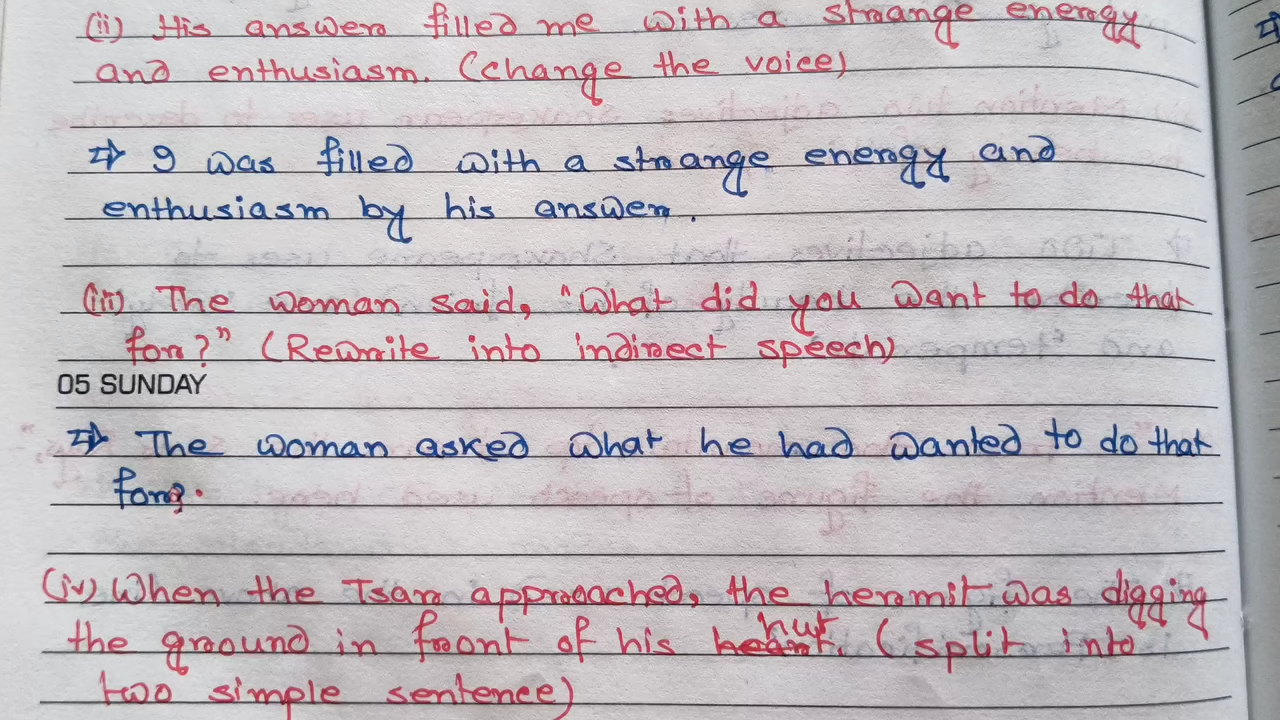 (ii) His answer filled me with a strange energy
and enthusiasm. (change the voice)
⇒ I was filled with a strange energy and
enthusiasm by his answer.
(iii) The woman said, "What did you want to do that
for?" (Rewrite into indirect speech)
05 SUNDAY
⇒ The woman asked what he had wanted to do that
for.
(iv) When the Tsar approached, the hermit was digging
the ground in front of his hut. (split into
two simple sentence)